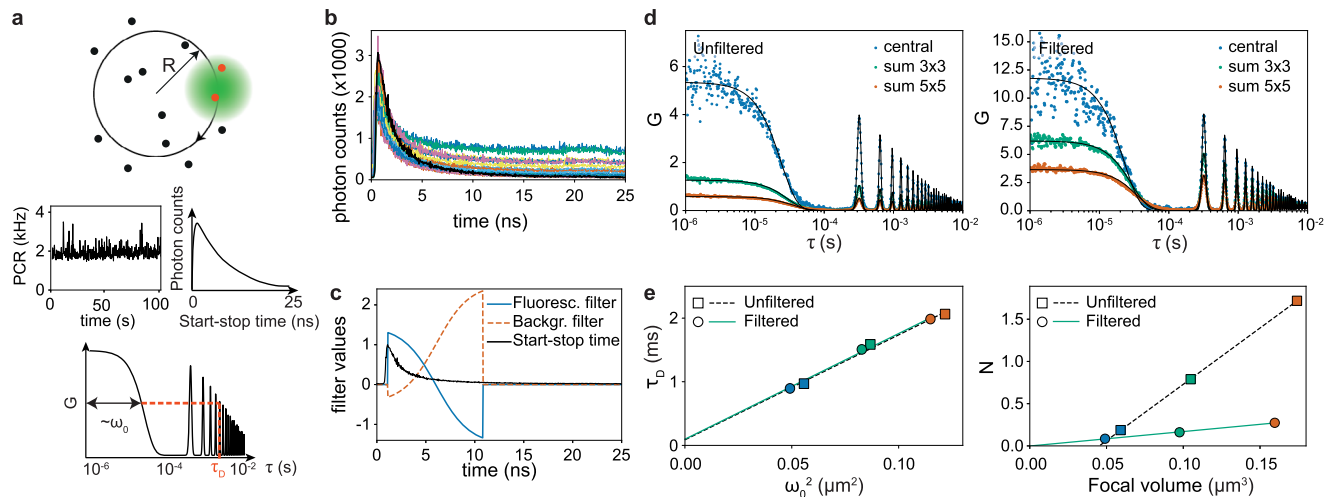 a
R
PCR (kHz)
4
2
0
0
50
100
time (s)
Photon counts
0
25
Start-stop time (ns)
G
~ω0
10-6
10-4
τD
10-2
τ (s)
b
photon counts (x1000)
3
2
1
0
0
5
10
15
20
25
time (ns)
c
filter values
2
1
0
-1
Fluoresc. filter
Backgr. filter
Start-stop time
0
5
10
15
20
25
time (ns)
d
Unfiltered
central
sum 3x3
sum 5x5
G
6
4
2
0
10-6
10-5
10-4
10-3
10-2
τ (s)
Filtered
central
sum 3x3
sum 5x5
G
15.0
12.5
10.0
7.5
5.0
2.5
0.0
10-6
10-5
10-4
10-3
10-2
τ (s)
e
Unfiltered
Filtered
τD (ms)
2
1
0
0.00
0.05
0.10
ω02 (μm2)
Unfiltered
Filtered
N
1.5
1.0
0.5
0.0
0.00
0.05
0.10
0.15
Focal volume (μm3)